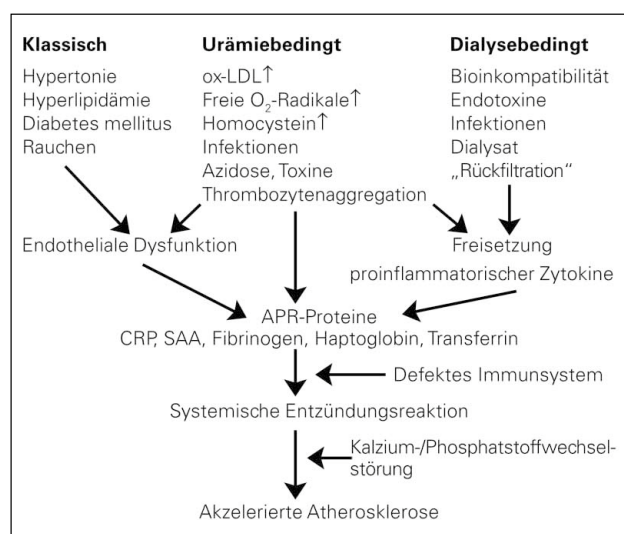 Klassisch
Hypertonie
Hyperlipidämie
Diabetes mellitus
Rauchen
Urämiebedingt
ox-LDL↑
Freie O₂-Radikale↑
Homocystein↑
Infektionen
Azidose, Toxine
Thrombozytenaggregation
Dialysebedingt
Bioinkompatibilität
Endotoxine
Infektionen
Dialysat
„Rückfiltration“
Endotheliale Dysfunktion
Freisetzung
proinflammatorischer Zytokine
APR-Proteine
CRP, SAA, Fibrinogen, Haptoglobin, Transferrin
Defektes Immunsystem
Systemische Entzündungsreaktion
Kalzium-/Phosphatstoffwechsel-
störung
Akzelerierte Atherosklerose